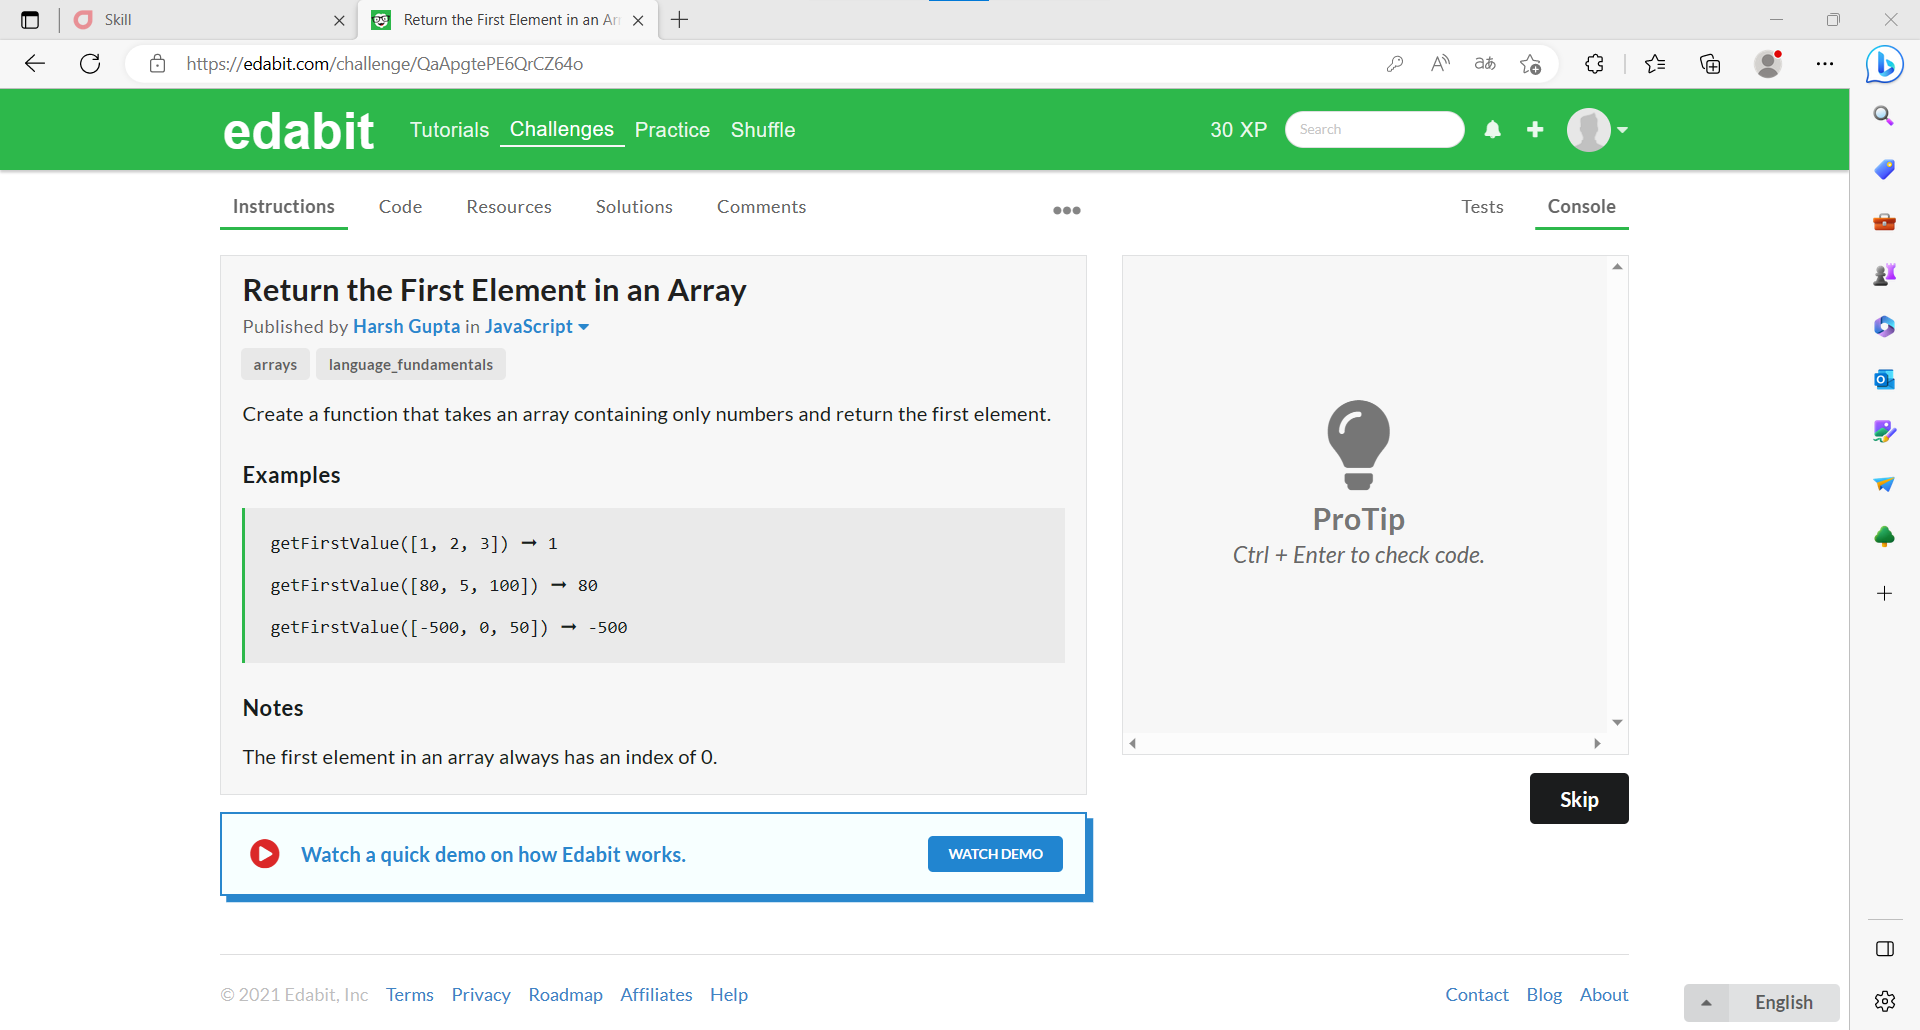 Skill
Return the First Element in an Arr
https://edabit.com/challenge/QaApgtePE6QrCZ64o
edabit Tutorials Challenges Practice Shuffle 30 XP Search
Instructions Code Resources Solutions Comments ••• Tests Console
Return the First Element in an Array
Published by Harsh Gupta in JavaScript
arrays language_fundamentals
Create a function that takes an array containing only numbers and return the first element.
Examples
getFirstValue([1, 2, 3]) ➞ 1
getFirstValue([80, 5, 100]) ➞ 80
getFirstValue([-500, 0, 50]) ➞ -500
Notes
The first element in an array always has an index of 0.
ProTip
Ctrl + Enter to check code.
Skip
Watch a quick demo on how Edabit works. WATCH DEMO
© 2021 Edabit, Inc Terms Privacy Roadmap Affiliates Help Contact Blog About
English